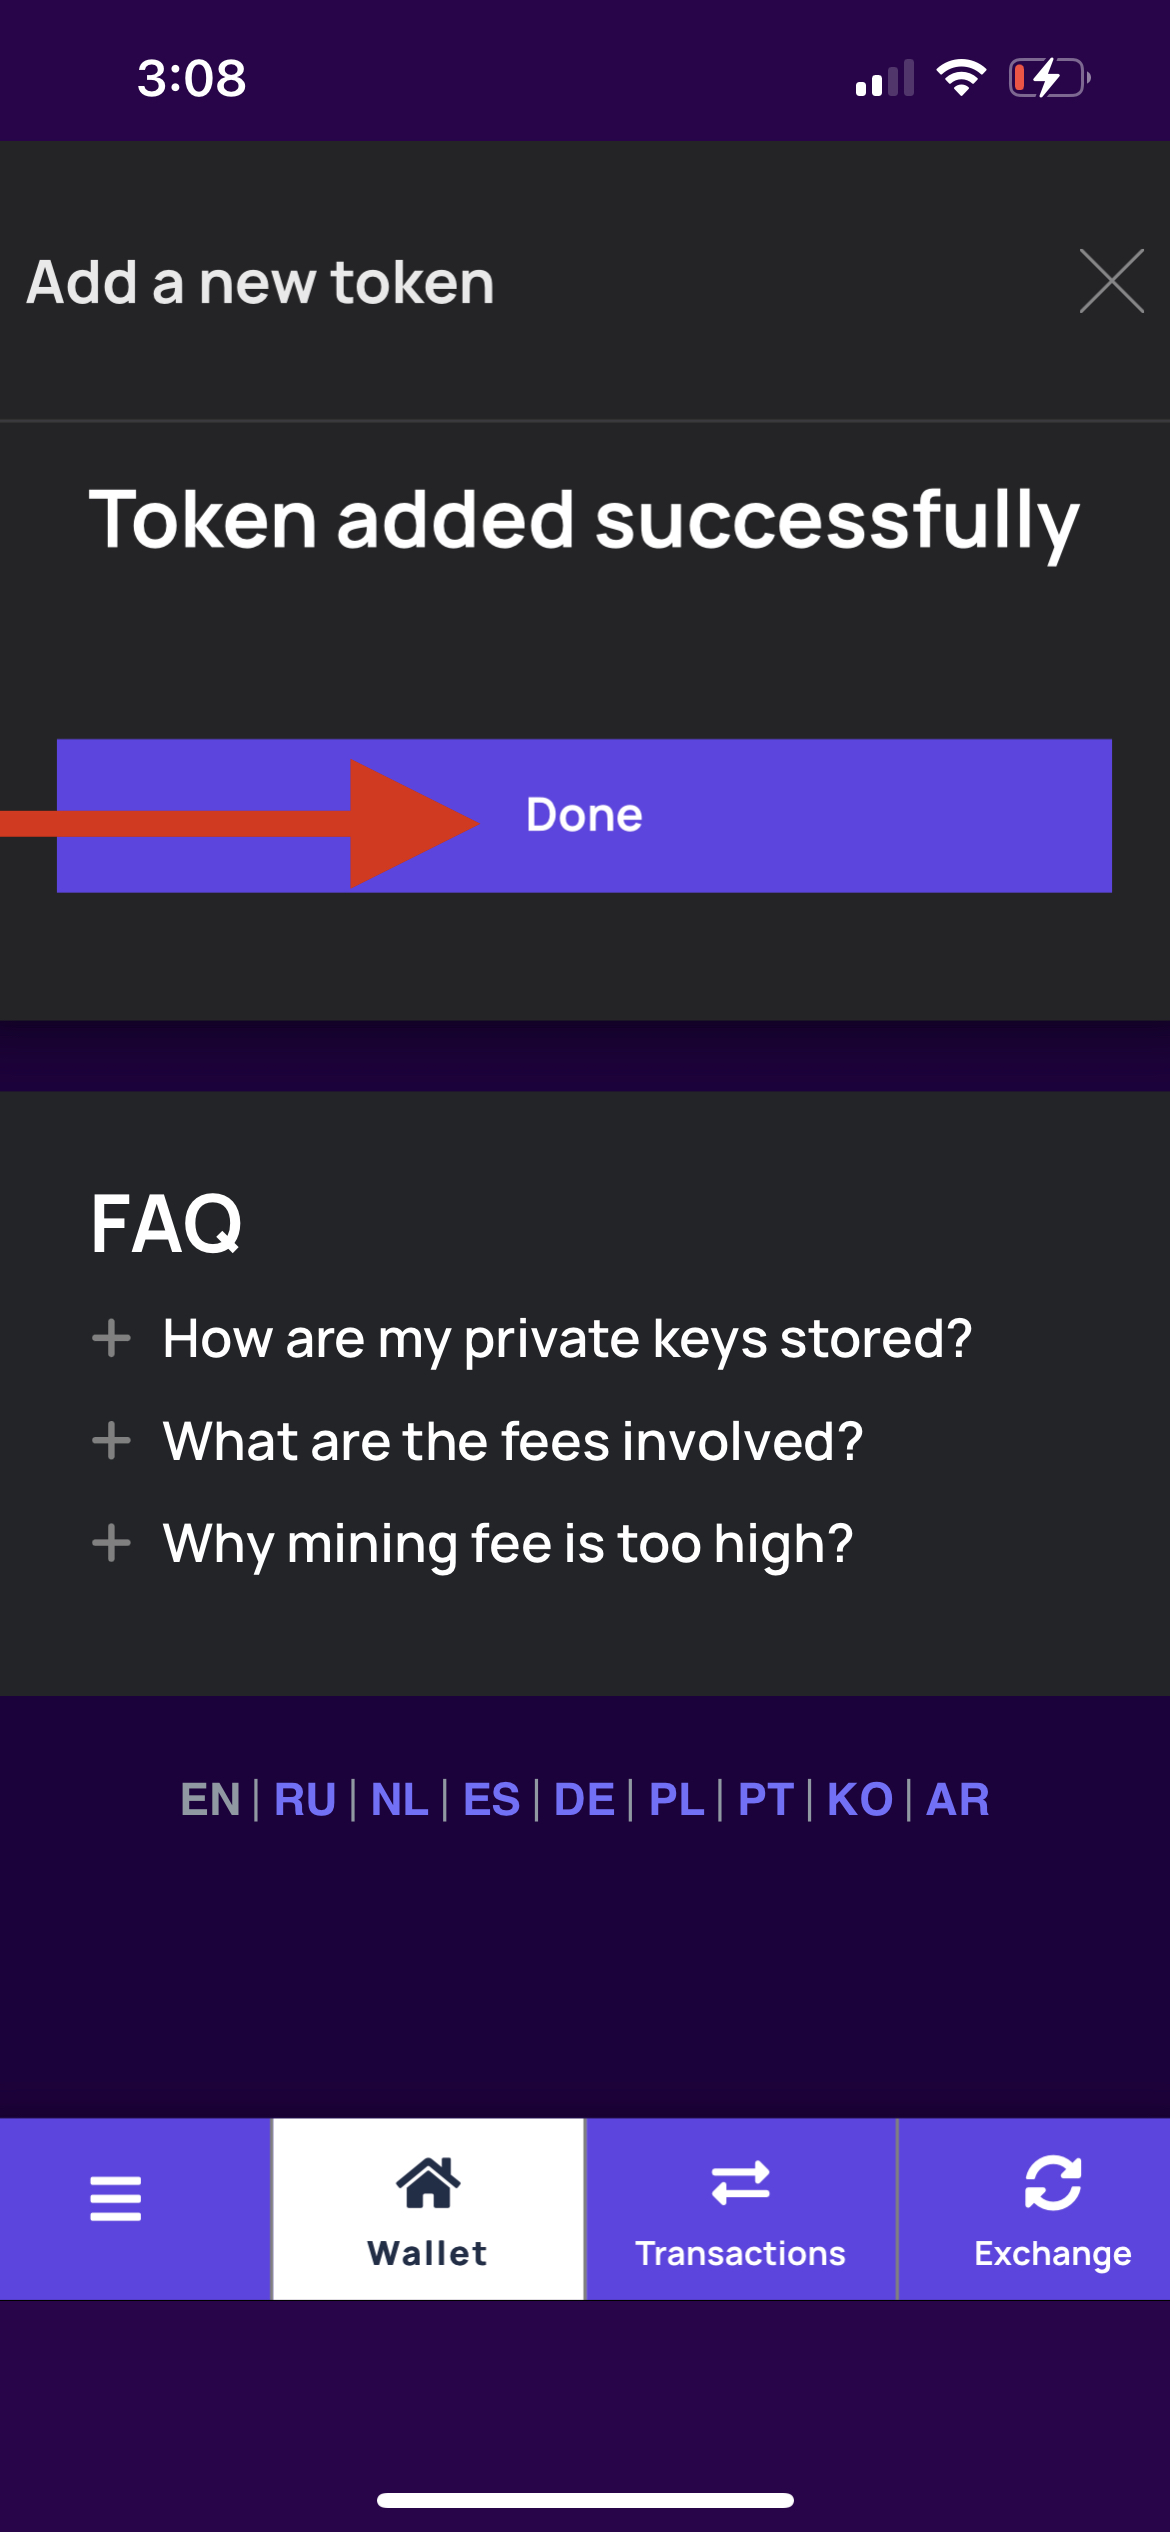 3:08
Add a new token
Token added successfully
Done
FAQ
How are my private keys stored?
What are the fees involved?
Why mining fee is too high?
EN | RU | NL | ES | DE | PL | PT | KO | AR
Wallet
Transactions
Exchange